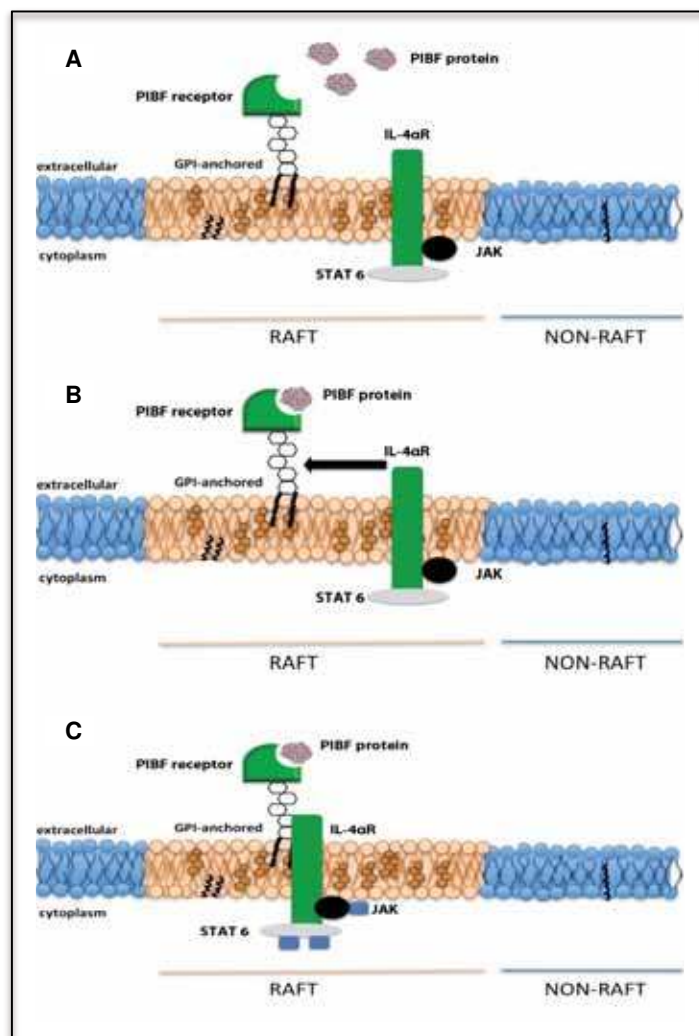 A
PIBF protein
PIBF receptor
IL-4αR
GPI-anchored
extracellular
cytoplasm
JAK
STAT 6
RAFT
NON-RAFT
B
PIBF protein
PIBF receptor
IL-4αR
GPI-anchored
extracellular
cytoplasm
JAK
STAT 6
RAFT
NON-RAFT
C
PIBF protein
PIBF receptor
GPI-anchored
IL-4αR
extracellular
cytoplasm
JAK
STAT 6
RAFT
NON-RAFT